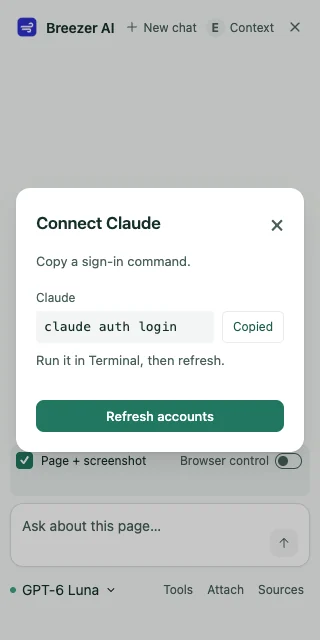 Breezer AI + New chat E Context ×
Connect Claude ×
Copy a sign-in command.
Claude
claude auth login Copied
Run it in Terminal, then refresh.
Refresh accounts
Page + screenshot Browser control
Ask about this page...
GPT-6 Luna Tools Attach Sources